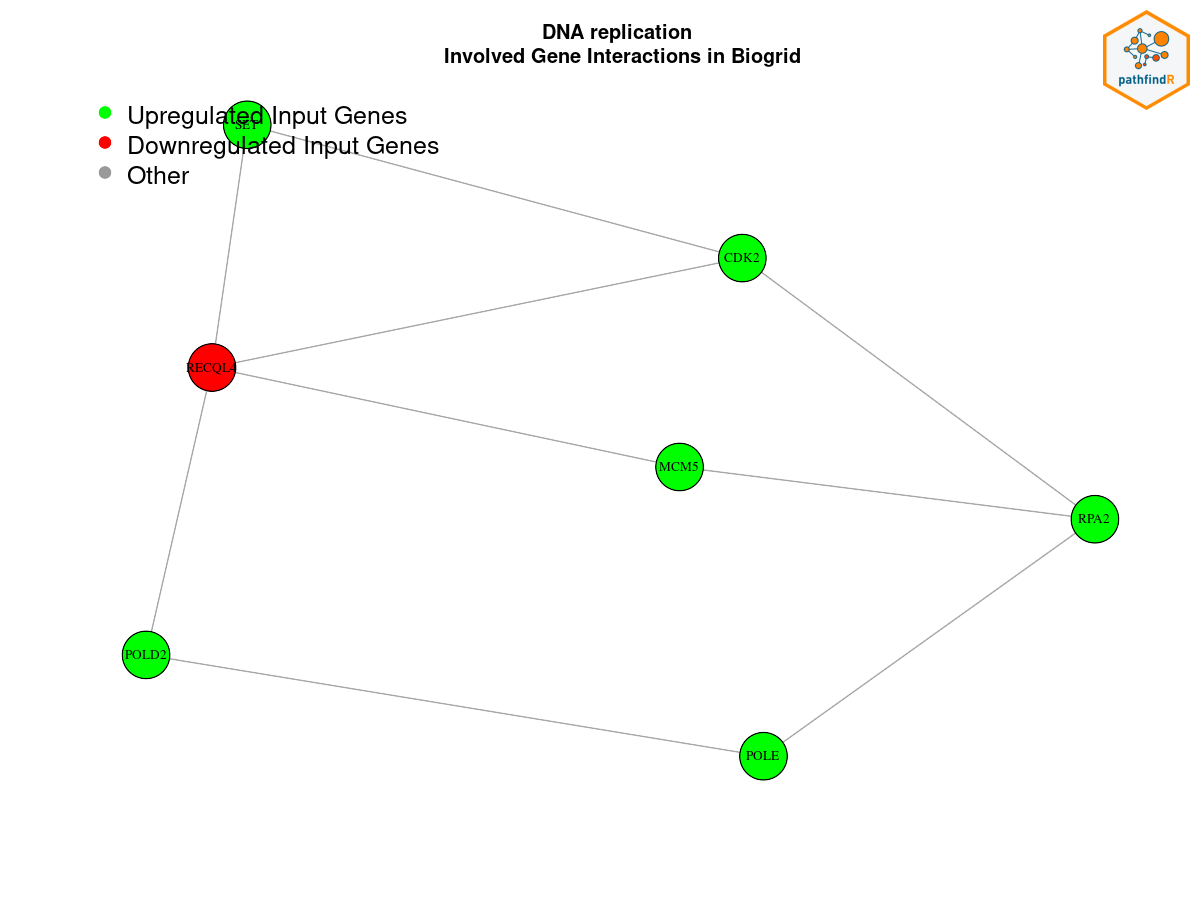 DNA replication
Involved Gene Interactions in Biogrid
pathfindR
Upregulated Input Genes
SET
Downregulated Input Genes
Other
CDK2
RECQL4
MCM5
RPA2
POLD2
POLE